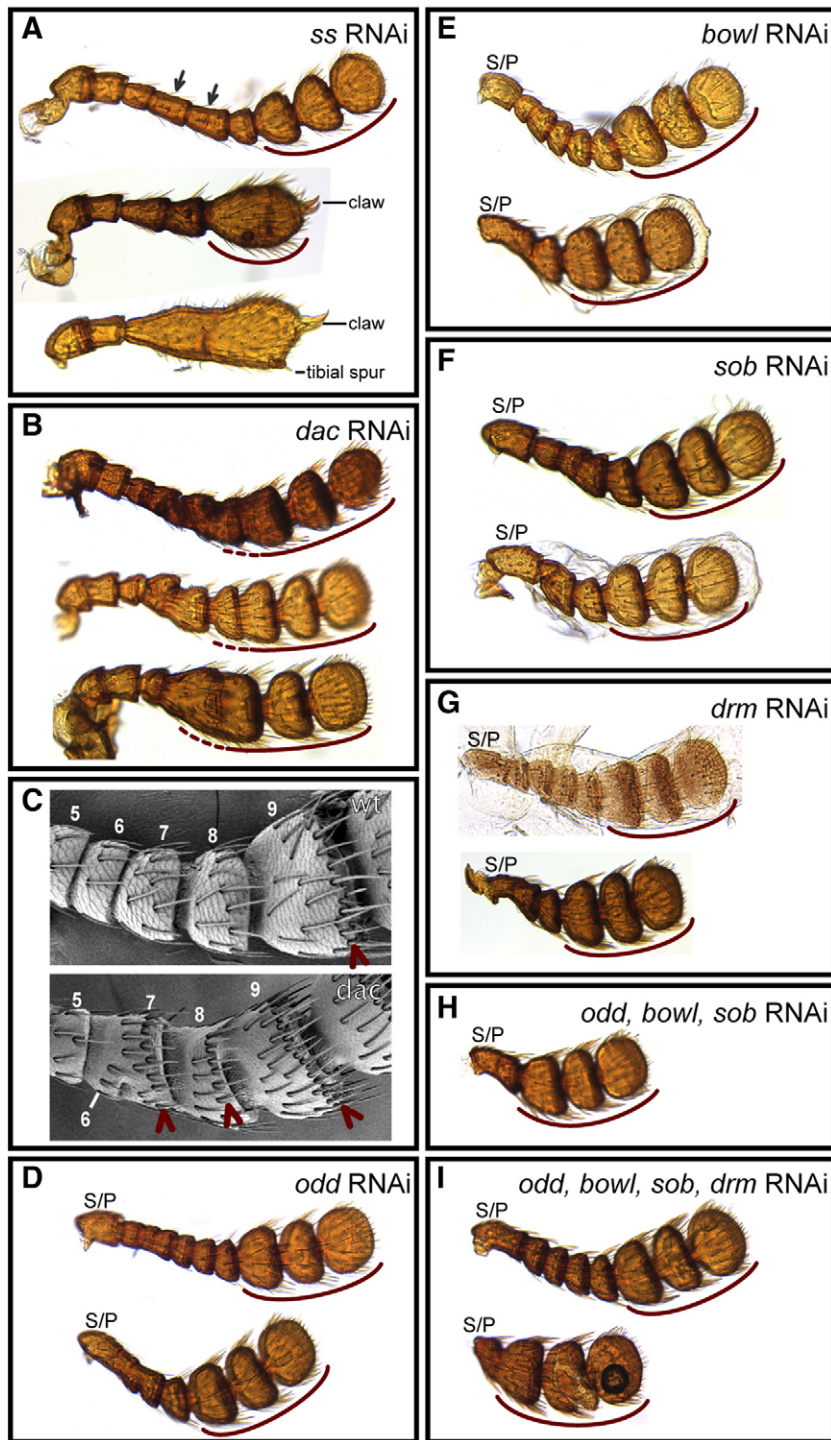 A
ss RNAi
claw
claw
tibial spur
B
dac RNAi
C
5
6
7
8
9
wt
5
7
8
9
dac
6
D
odd RNAi
S/P
S/P
E
bowl RNAi
S/P
S/P
F
sob RNAi
S/P
S/P
G
drm RNAi
S/P
S/P
H
odd, bowl, sob RNAi
S/P
I
odd, bowl, sob, drm RNAi
S/P
S/P